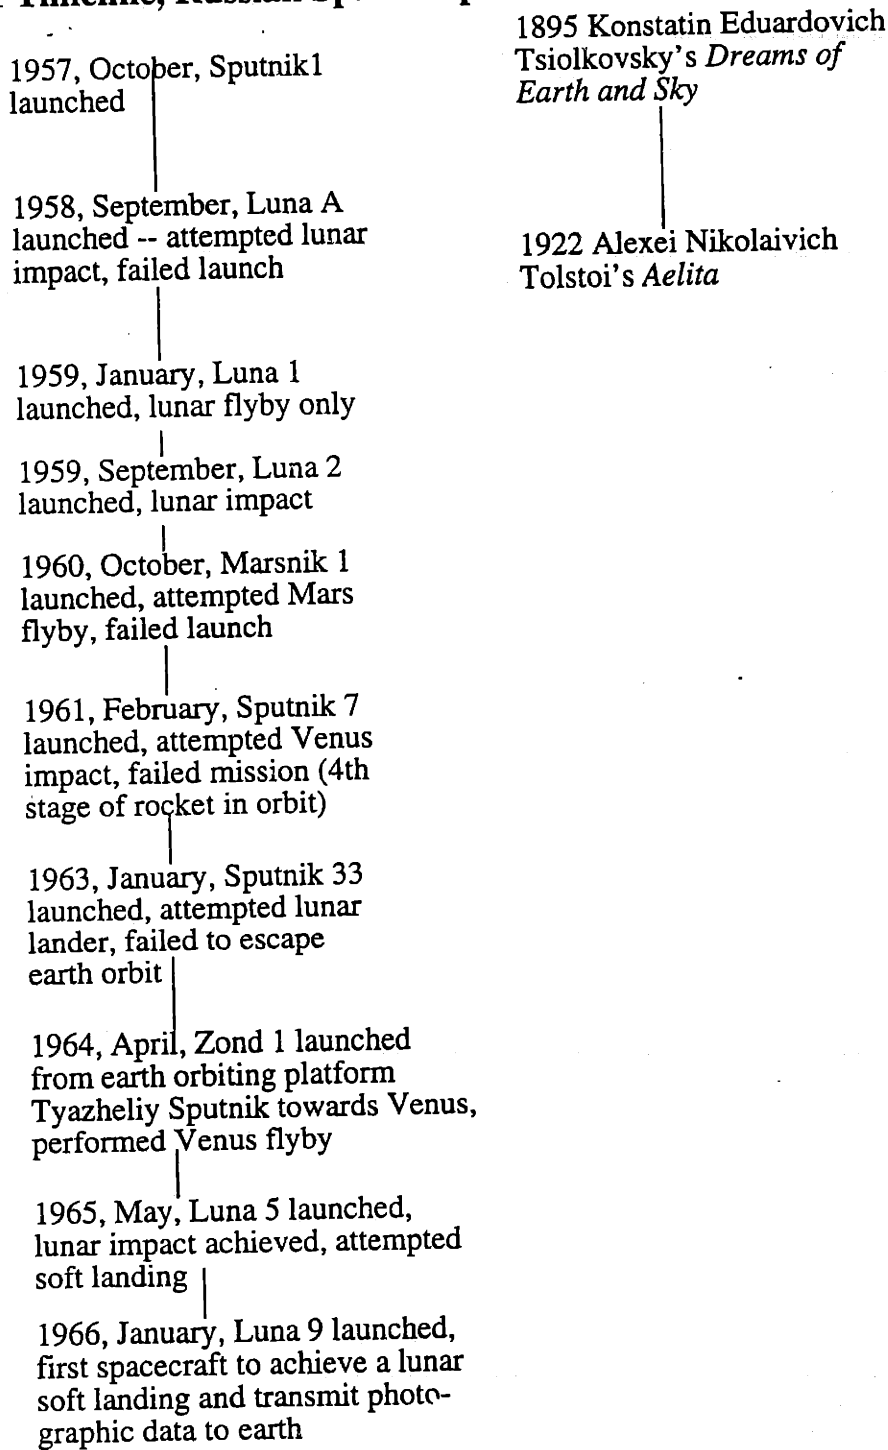 1957, October, Sputnik1
launched
1958, September, Luna A
launched -- attempted lunar
impact, failed launch
1959, January, Luna 1
launched, lunar flyby only
1959, September, Luna 2
launched, lunar impact
1960, October, Marsnik 1
launched, attempted Mars
flyby, failed launch
1961, February, Sputnik 7
launched, attempted Venus
impact, failed mission (4th
stage of rocket in orbit)
1963, January, Sputnik 33
launched, attempted lunar
lander, failed to escape
earth orbit
1964, April, Zond 1 launched
from earth orbiting platform
Tyazheliy Sputnik towards Venus,
performed Venus flyby
1965, May, Luna 5 launched,
lunar impact achieved, attempted
soft landing
1966, January, Luna 9 launched,
first spacecraft to achieve a lunar
soft landing and transmit photo-
graphic data to earth
1895 Konstatin Eduardovich
Tsiolkovsky's Dreams of
Earth and Sky
1922 Alexei Nikolaivich
Tolstoi's Aelita